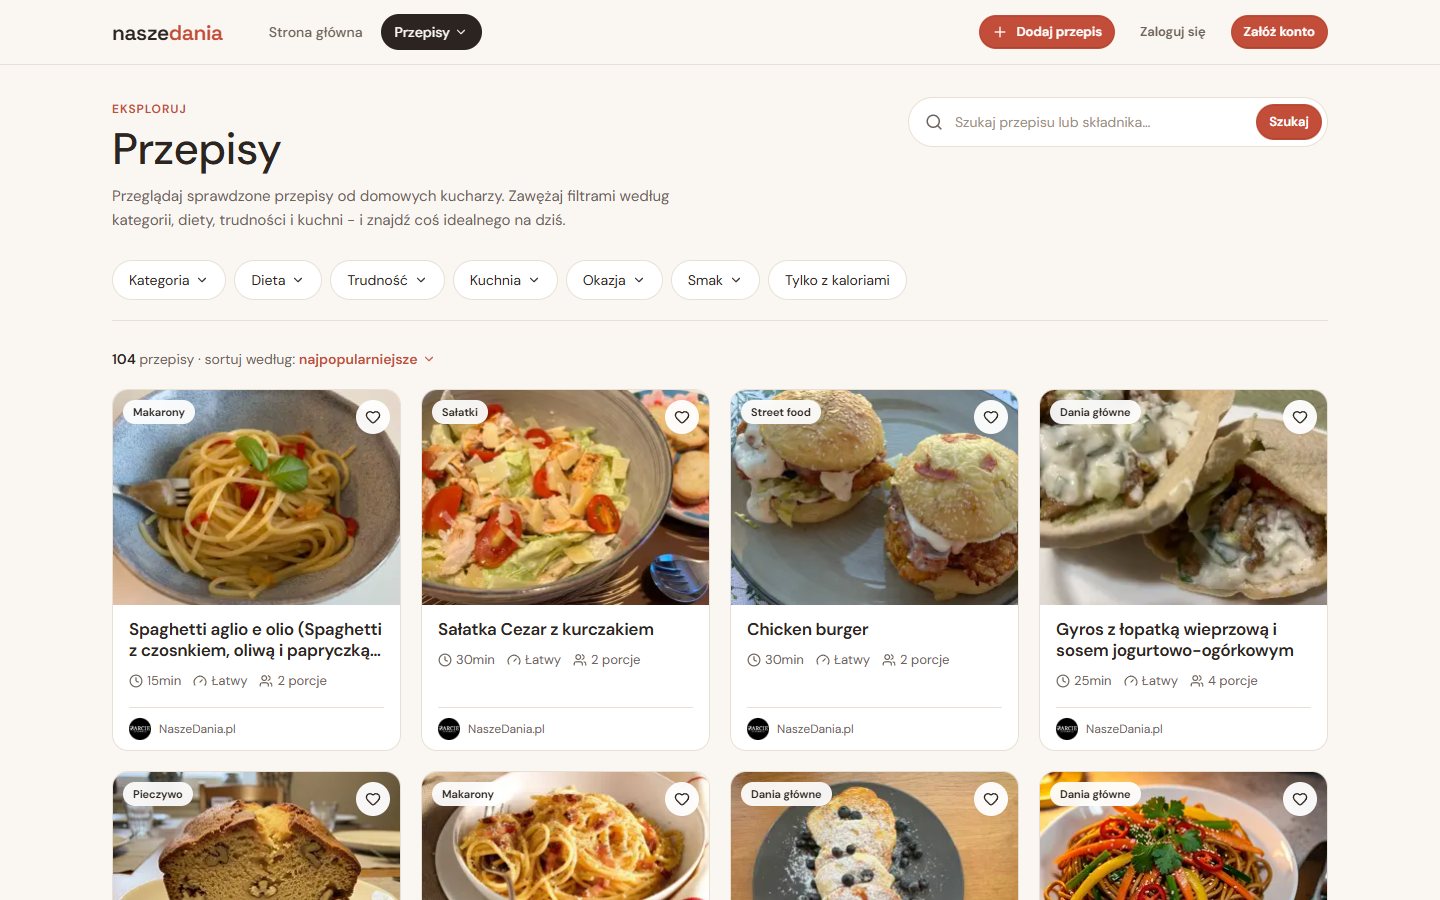 naszedania
Strona główna
Przepisy
Dodaj przepis
Zaloguj się
Załóż konto
EKSPLORUJ
Przepisy
Przeglądaj sprawdzone przepisy od domowych kucharzy. Zawężaj filtrami według
kategorii, diety, trudności i kuchni – i znajdź coś idealnego na dziś.
Szukaj przepisu lub składnika...
Szukaj
Kategoria
Dieta
Trudność
Kuchnia
Okazja
Smak
Tylko z kaloriami
104 przepisy · sortuj według: najpopularniejsze
Makarony
Spaghetti aglio e olio (Spaghetti
z czosnkiem, oliwą i papryczką...
15min Łatwy 2 porcje
NaszeDania.pl
Sałatki
Sałatka Cezar z kurczakiem
30min Łatwy 2 porcje
NaszeDania.pl
Street food
Chicken burger
30min Łatwy 2 porcje
NaszeDania.pl
Dania główne
Gyros z łopatką wieprzową i
sosem jogurtowo-ogórkowym
25min Łatwy 4 porcje
NaszeDania.pl
Pieczywo
Makarony
Dania główne
Dania główne